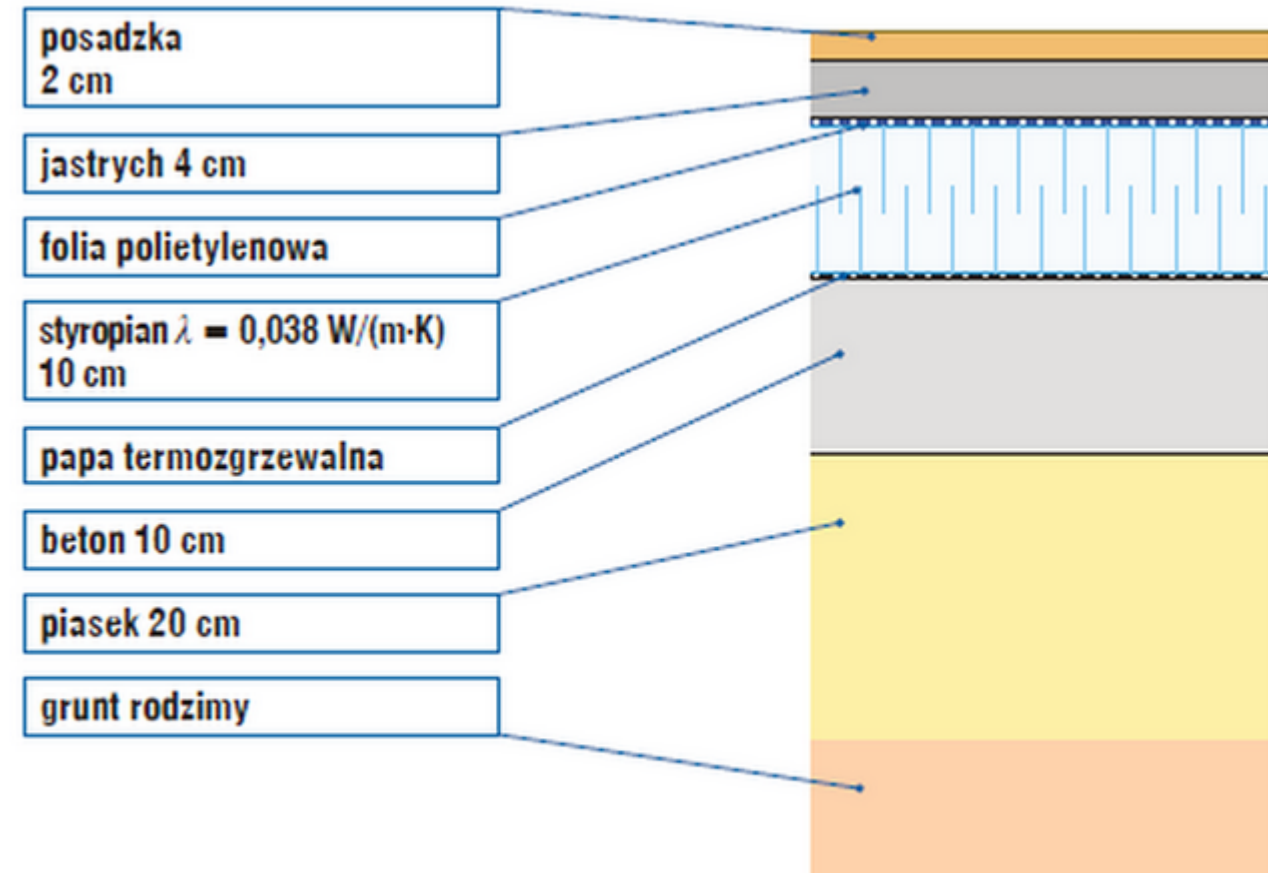 posadzka
2 cm
jastrych 4 cm
folia polietylenowa
styropian λ = 0,038 W/(m·K)
10 cm
papa termozgrzewalna
beton 10 cm
piasek 20 cm
grunt rodzimy